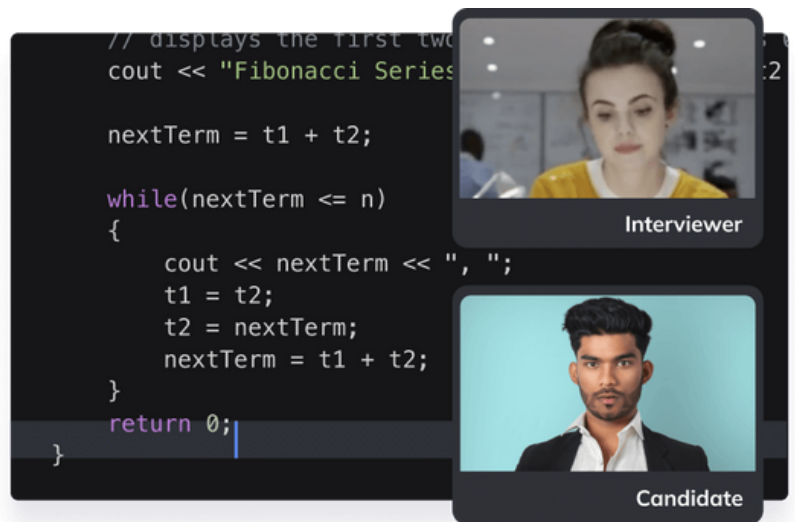 // displays the first two
cout << "Fibonacci Series
t2
nextTerm = t1 + t2;
while(nextTerm <= n)
{
cout << nextTerm << ", ";
t1 = t2;
t2 = nextTerm;
nextTerm = t1 + t2;
}
return 0;
}
Interviewer
Candidate